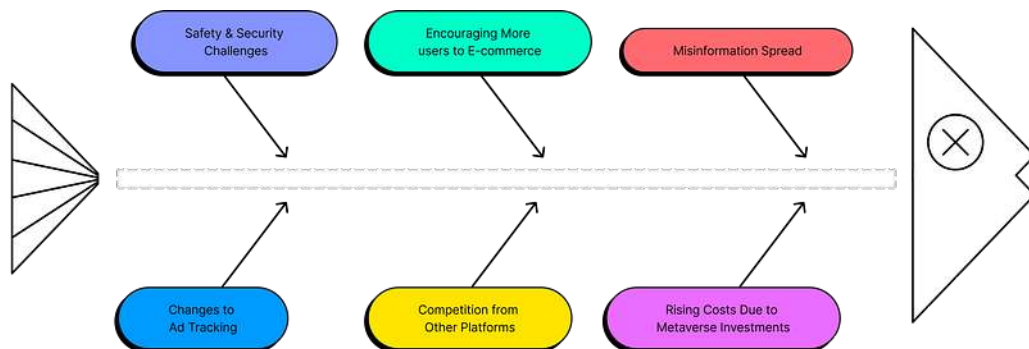 Safety & Security
Challenges
Encouraging More
users to E-commerce
Misinformation Spread
Changes to
Ad Tracking
Competition from
Other Platforms
Rising Costs Due to
Metaverse Investments